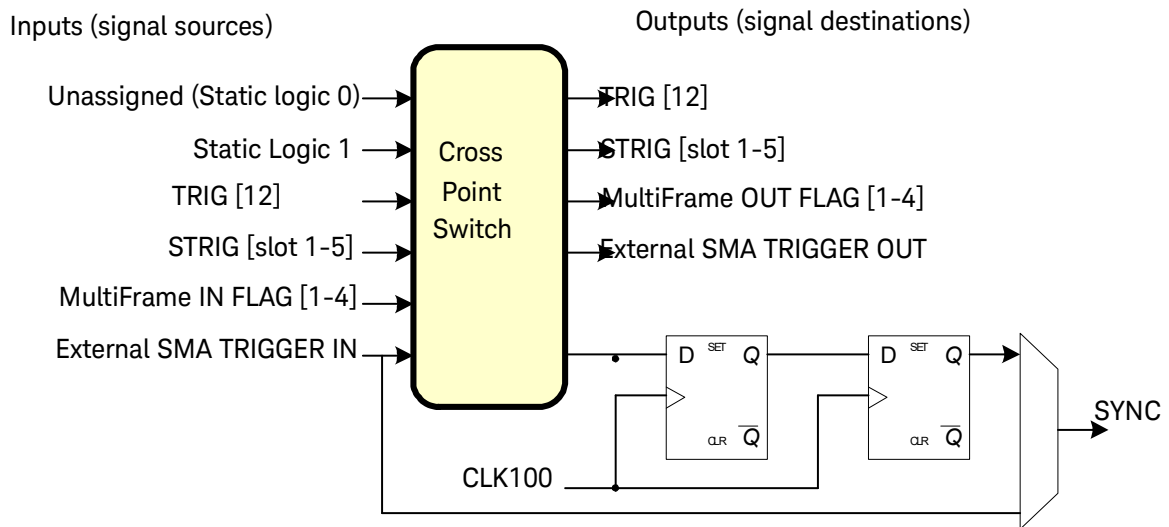 Inputs (signal sources)
Outputs (signal destinations)
Unassigned (Static logic 0)
Static Logic 1
TRIG [12]
STRIG [slot 1-5]
MultiFrame IN FLAG [1-4]
External SMA TRIGGER IN
Cross
Point
Switch
TRIG [12]
STRIG [slot 1-5]
MultiFrame OUT FLAG [1-4]
External SMA TRIGGER OUT
D SET Q
CLR Q
D SET Q
CLR Q
SYNC
CLK100